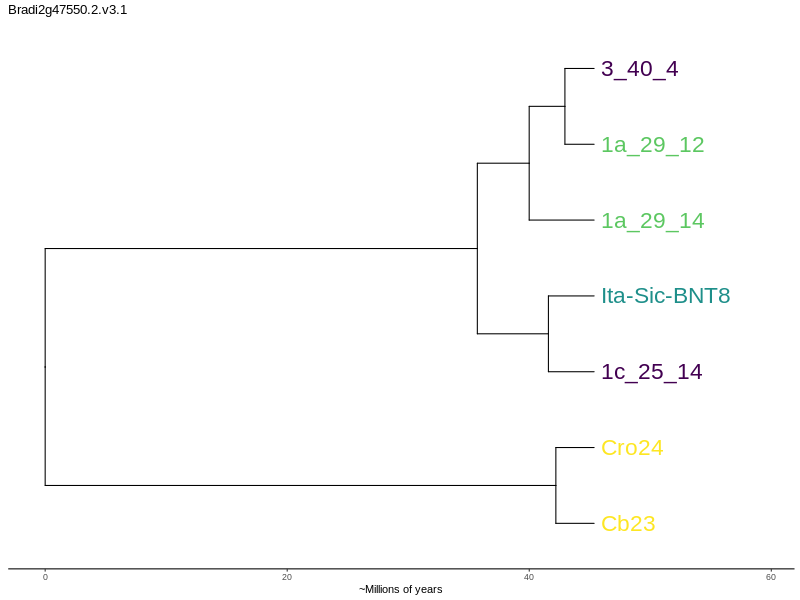 Bradi2g47550.2.v3.1
3_40_4
1a_29_12
1a_29_14
Ita-Sic-BNT8
1c_25_14
Cro24
Cb23
0 20 40 60
~Millions of years